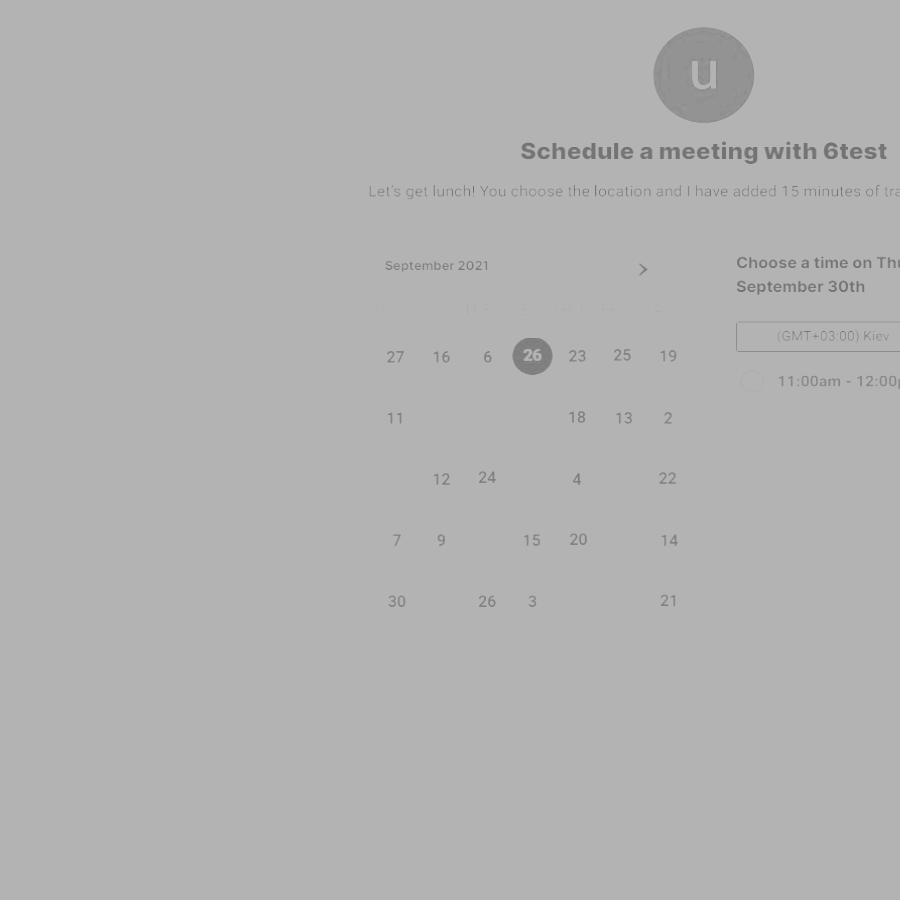 u
Schedule a meeting with 6test
Let's get lunch! You choose the location and I have added 15 minutes of
September 2021
27 16 6 26 23 25 19
11 18 13 2
12 24 4 22
7 9 15 20 14
30 26 3 21
Choose a time on
September 30th
(GMT+03:00) Kiev
11:00am - 12:00